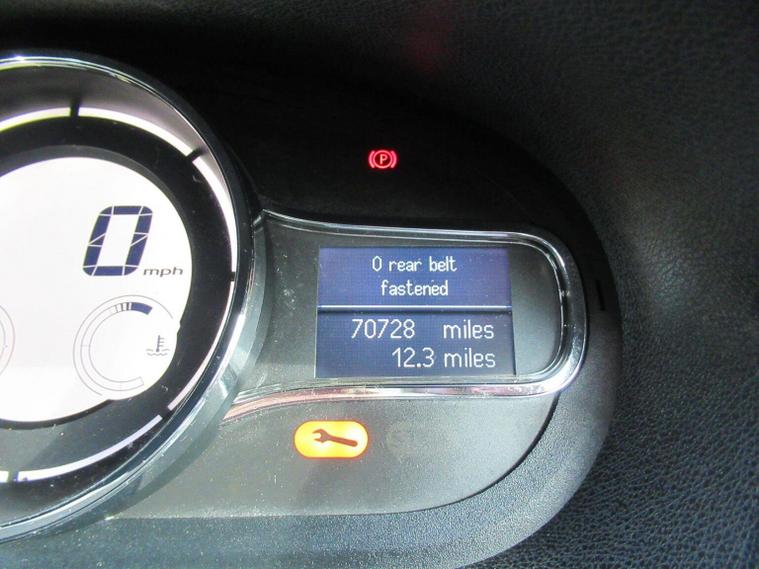 P
0 mph
0 rear belt
fastened
70728 miles
12.3 miles